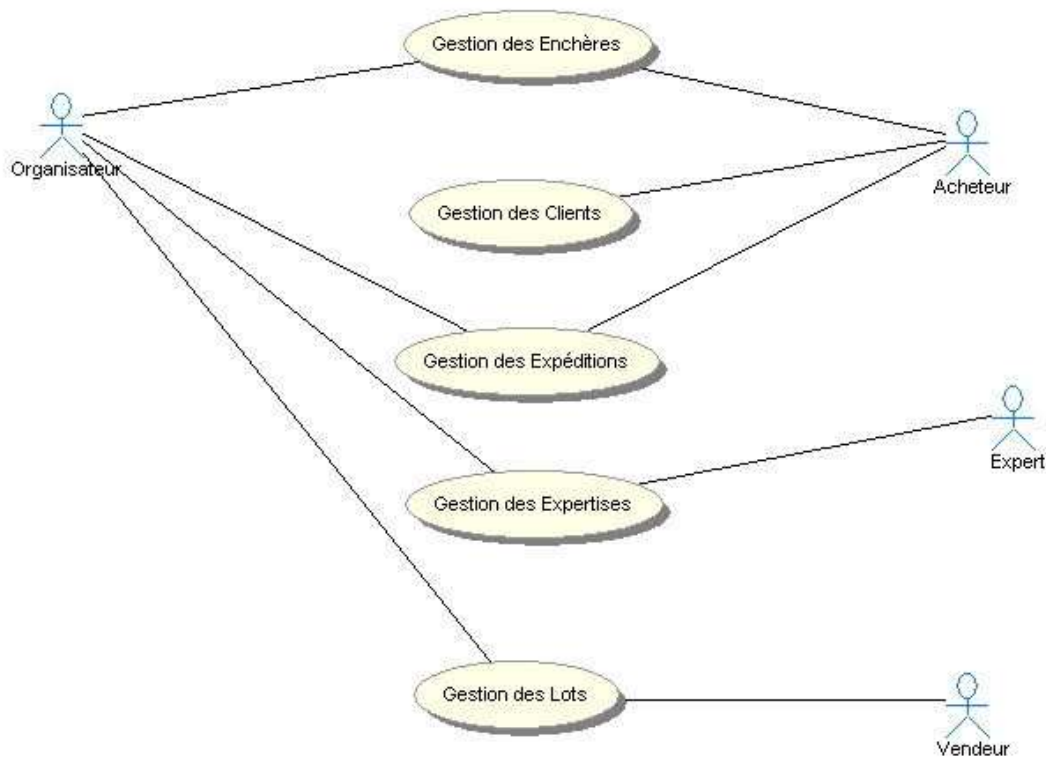 Gestion des Enchères
Organisateur
Acheteur
Gestion des Clients
Gestion des Expéditions
Expert
Gestion des Expertises
Gestion des Lots
Vendeur